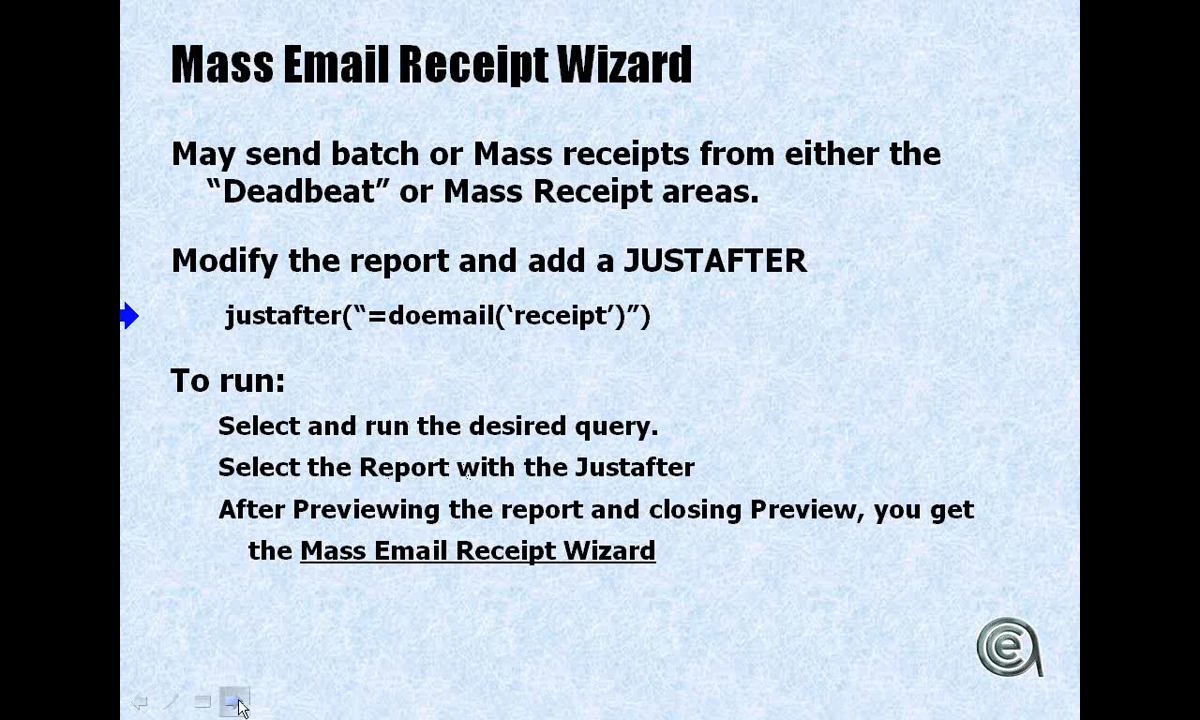 Mass Email Receipt Wizard
May send batch or Mass receipts from either the
“Deadbeat” or Mass Receipt areas.
Modify the report and add a JUSTAFTER
justafter(“=doemail(‘receipt’)”)
To run:
Select and run the desired query.
Select the Report with the Justafter
After Previewing the report and closing Preview, you get
the Mass Email Receipt Wizard